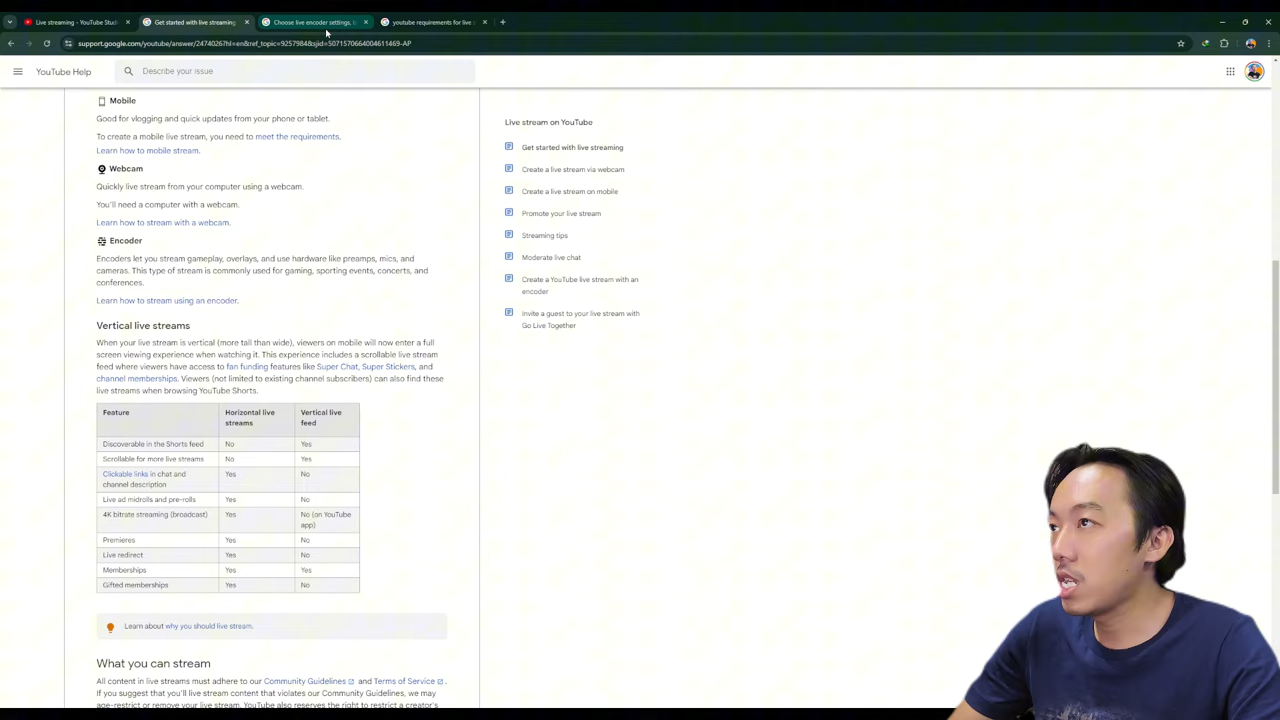 Live streaming - YouTube Stud
Get started with live streaming
Choose live encoder settings,
youtube requirements for live
support.google.com/youtube/answer/2474026?hl=en&ref_topic=9257984&sjid=5071570664004611469-AP
YouTube Help
Describe your issue
Mobile
Good for vlogging and quick updates from your phone or tablet.
To create a mobile live stream, you need to meet the requirements.
Learn how to mobile stream.
Webcam
Quickly live stream from your computer using a webcam.
You'll need a computer with a webcam.
Learn how to stream with a webcam.
Encoder
Encoders let you stream gameplay, overlays, and use hardware like preamps, mics, and
cameras. This type of stream is commonly used for gaming, sporting events, concerts, and
conferences.
Learn how to stream using an encoder.
Vertical live streams
When your live stream is vertical (more tall than wide), viewers on mobile will now enter a full
screen viewing experience when watching it. This experience includes a scrollable live stream
feed where viewers have access to fan funding features like Super Chat, Super Stickers, and
channel memberships. Viewers (not limited to existing channel subscribers) can also find these
live streams when browsing YouTube Shorts.
Feature Horizontal live streams Vertical live feed
Discoverable in the Shorts feed No Yes
Scrollable for more live streams No Yes
Clickable links in chat and channel description Yes No
Live ad midrolls and pre-rolls Yes No
4K bitrate streaming (broadcast) Yes No (on YouTube app)
Premieres Yes No
Live redirect Yes No
Memberships Yes Yes
Gifted memberships Yes No
Learn about why you should live stream.
What you can stream
All content in live streams must adhere to our Community Guidelines and Terms of Service.
If you suggest that you'll live stream content that violates our Community Guidelines, we may
age-restrict or remove your live stream. YouTube also reserves the right to restrict a creator's
Live stream on YouTube
Get started with live streaming
Create a live stream via webcam
Create a live stream on mobile
Promote your live stream
Streaming tips
Moderate live chat
Create a YouTube live stream with an
encoder
Invite a guest to your live stream with
Go Live Together